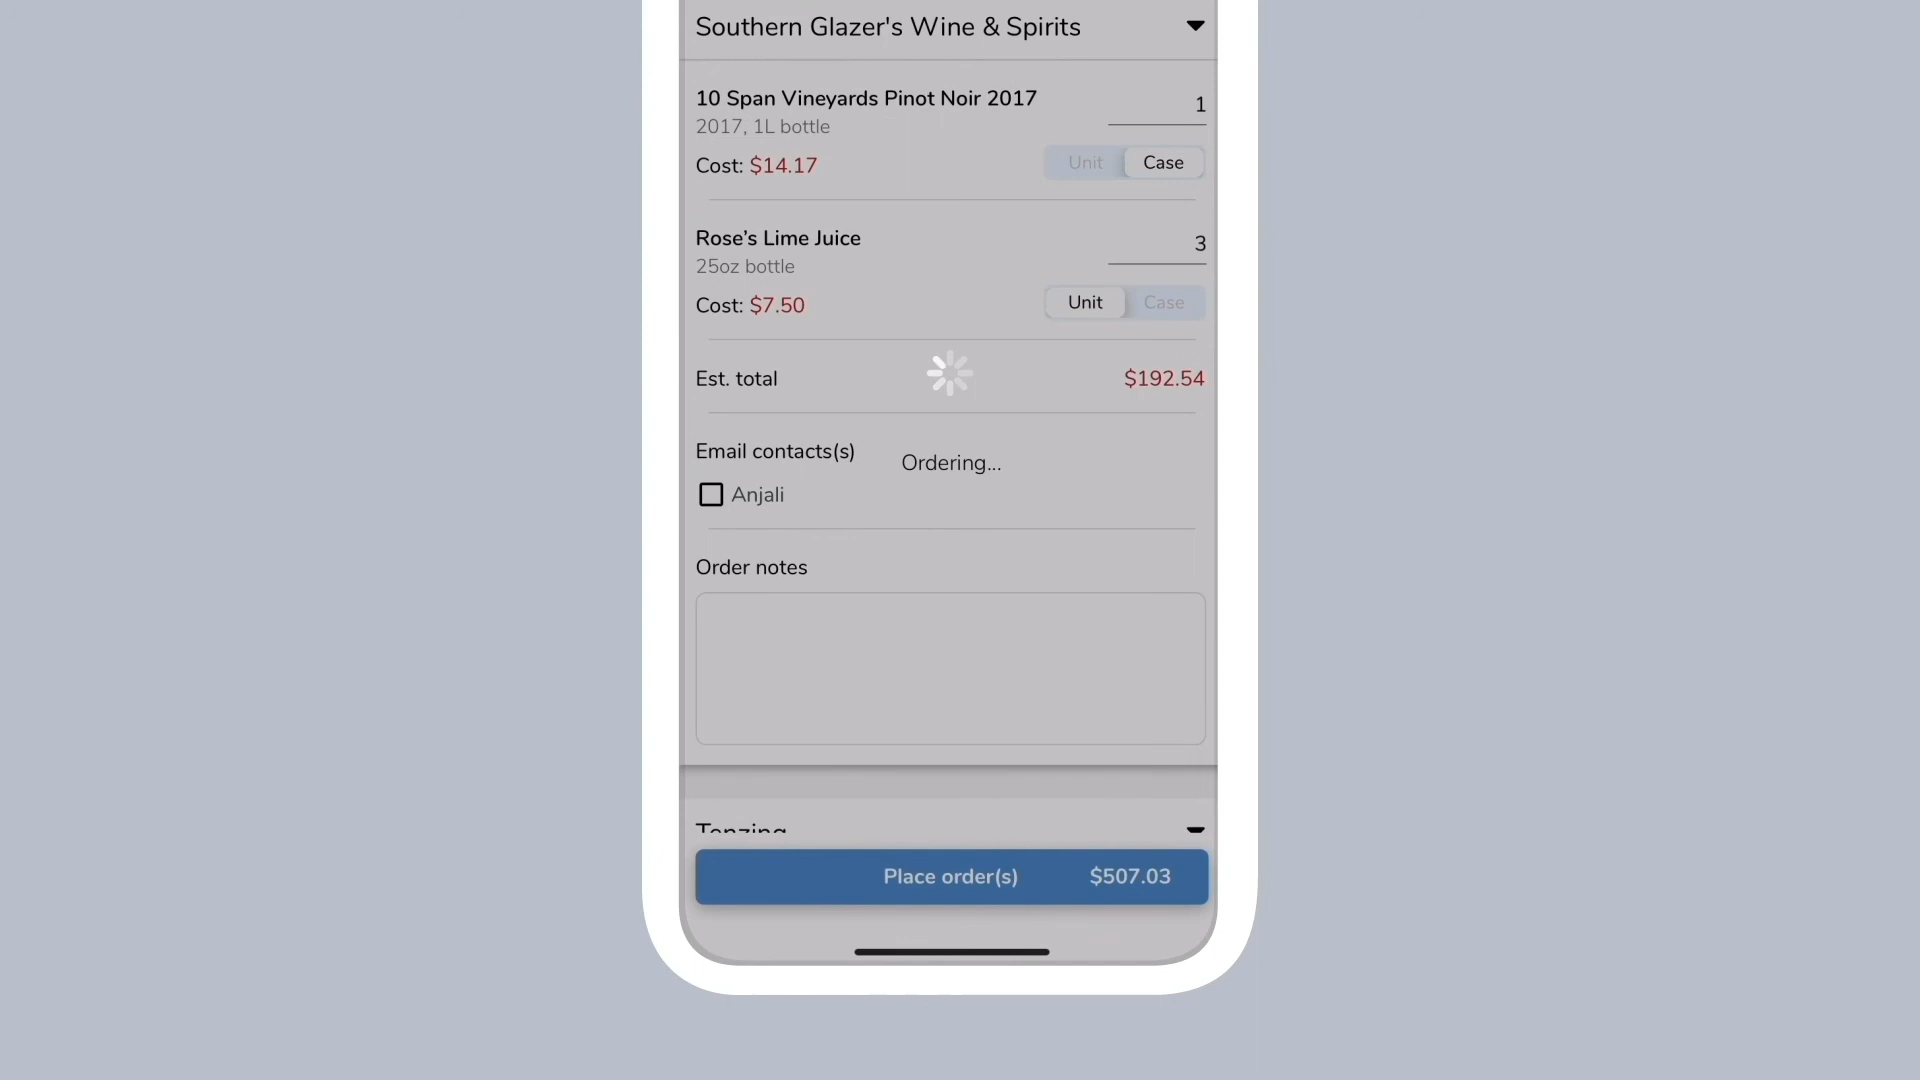 Southern Glazer's Wine & Spirits
10 Span Vineyards Pinot Noir 2017
1
2017, 1L bottle
Cost: $14.17
Unit Case
Rose’s Lime Juice
3
25oz bottle
Cost: $7.50
Unit Case
Est. total $192.54
Email contacts(s)
Ordering...
Anjali
Order notes
Tenzing
Place order(s) $507.03